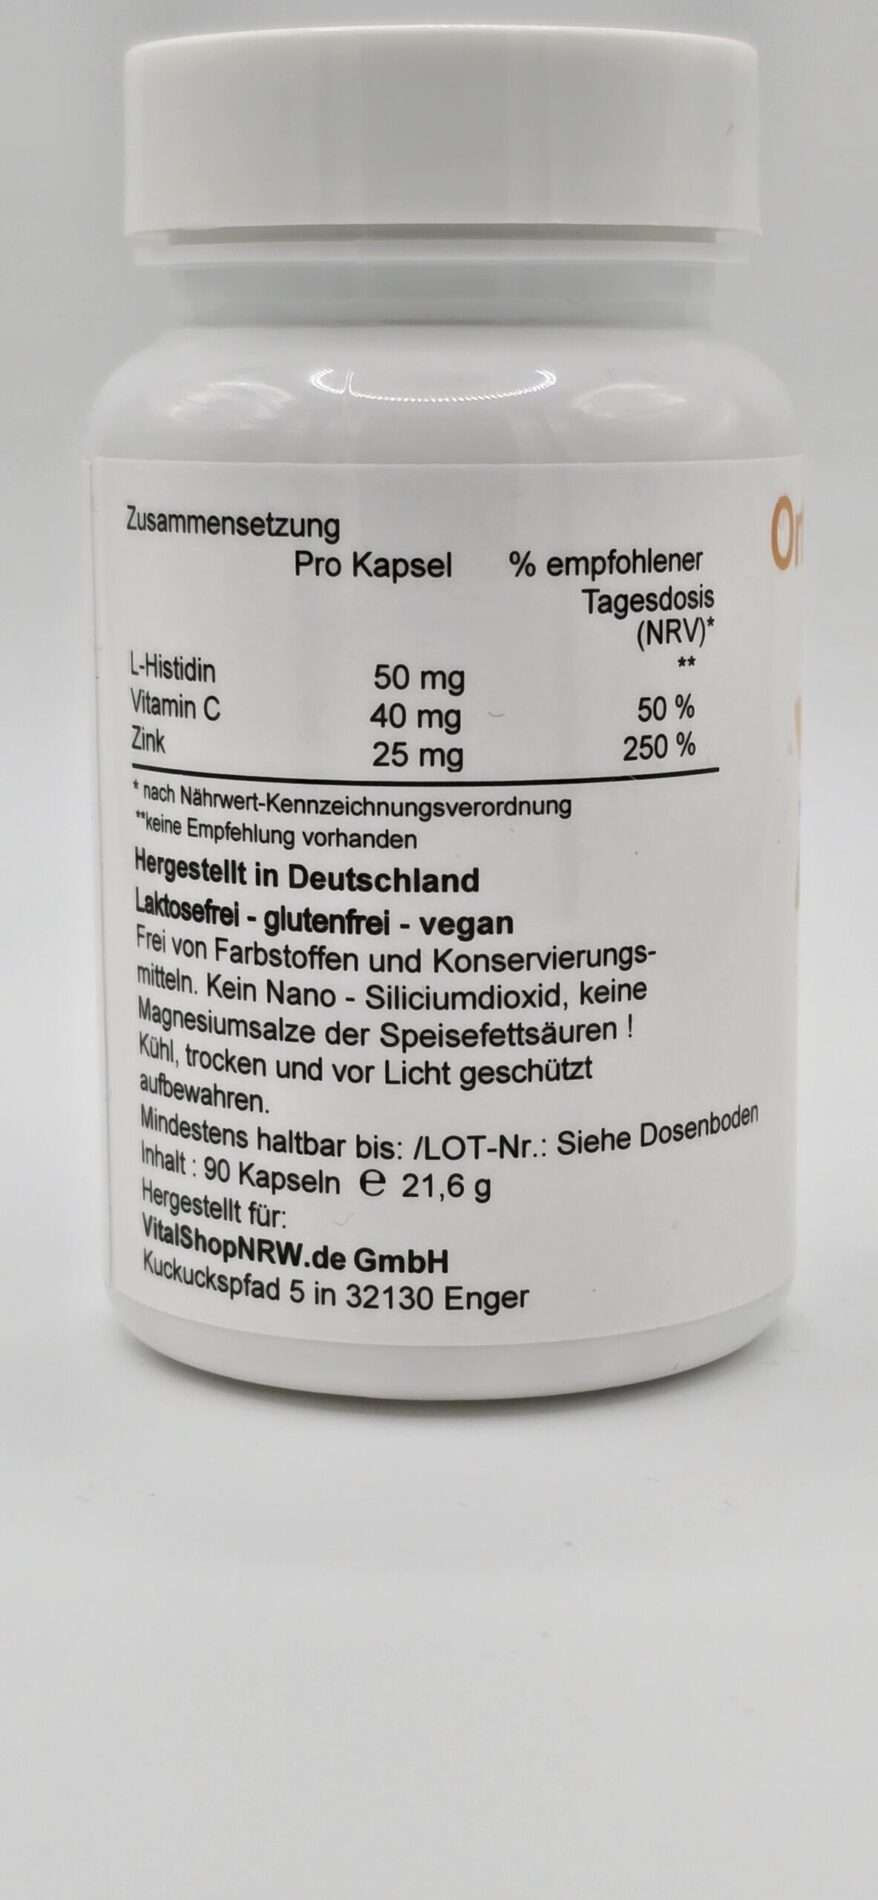 Zusammensetzung
Pro Kapsel % empfohlener
Tagesdosis
(NRV)*
L-Histidin 50 mg **
Vitamin C 40 mg 50 %
Zink 25 mg 250 %
* nach Nährwert-Kennzeichnungsverordnung
**keine Empfehlung vorhanden
Hergestellt in Deutschland
Laktosefrei - glutenfrei - vegan
Frei von Farbstoffen und Konservierungs-
mitteln. Kein Nano - Siliciumdioxid, keine
Magnesiumsalze der Speisefettsäuren !
Kühl, trocken und vor Licht geschützt
aufbewahren.
Mindestens haltbar bis: /LOT-Nr.: Siehe Dosenboden
Inhalt : 90 Kapseln ℮ 21,6 g
Hergestellt für:
VitalShopNRW.de GmbH
Kuckuckspfad 5 in 32130 Enger